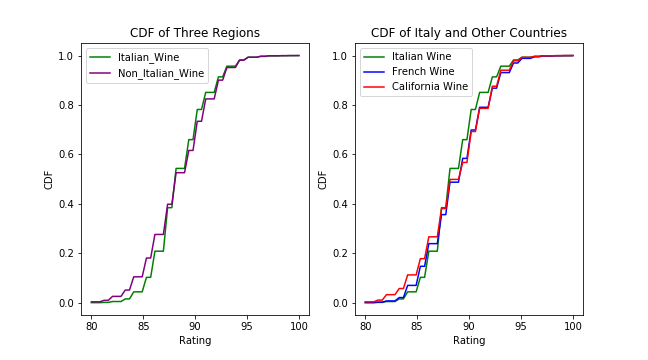 CDF of Three Regions
CDF of Italy and Other Countries
Italian_Wine
Non_Italian_Wine
Italian Wine
French Wine
California Wine
1.0
0.8
0.6
0.4
0.2
0.0
CDF
80 85 90 95 100
Rating
1.0
0.8
0.6
0.4
0.2
0.0
CDF
80 85 90 95 100
Rating